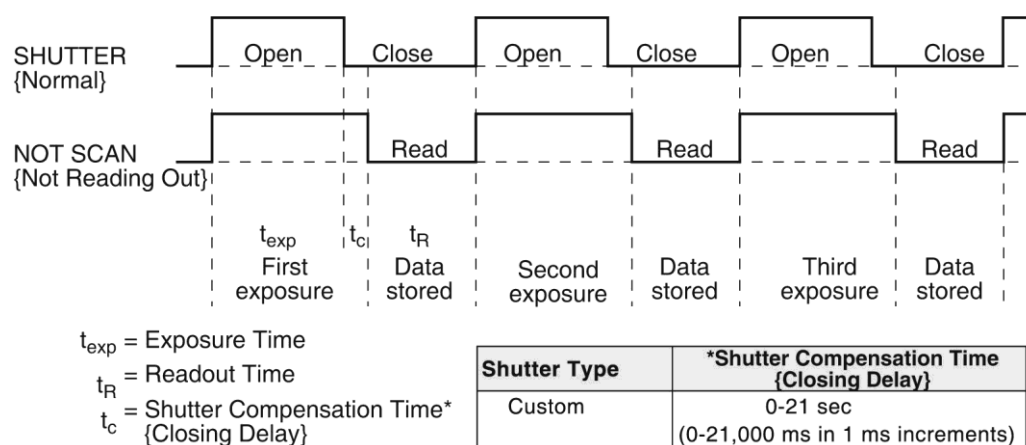 SHUTTER
{Normal}
Open Close Open Close Open Close
NOT SCAN
{Not Reading Out}
Read Read Read
t_exp t_c t_R
First exposure
Data stored
Second exposure
Data stored
Third exposure
Data stored
t_exp = Exposure Time
t_R = Readout Time
t_c = Shutter Compensation Time*
{Closing Delay}
Shutter Type
*Shutter Compensation Time
{Closing Delay}
Custom
0-21 sec
(0-21,000 ms in 1 ms increments)